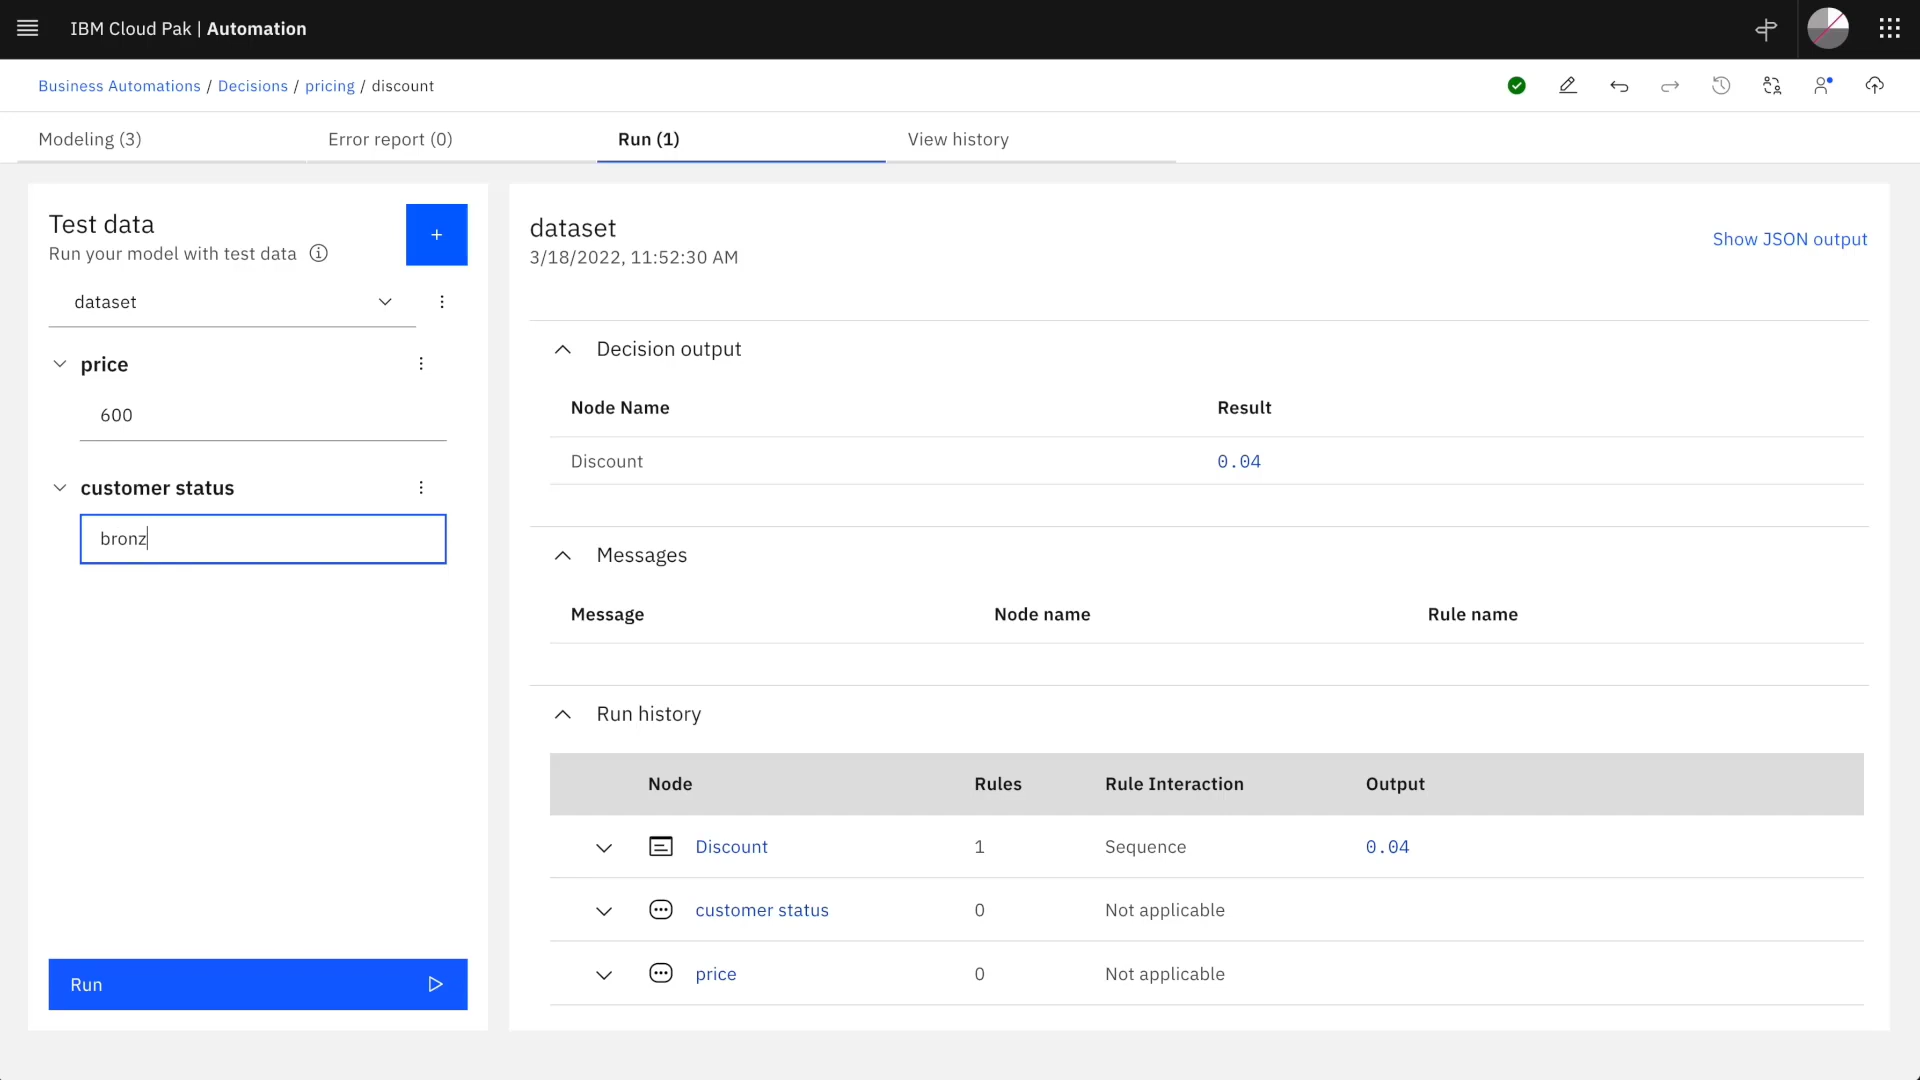 IBM Cloud Pak | Automation
Business Automations / Decisions / pricing / discount
Modeling (3)
Error report (0)
Run (1)
View history
Test data
Run your model with test data
+
dataset
price
600
customer status
bronz
Run
dataset
3/18/2022, 11:52:30 AM
Show JSON output
Decision output
Node Name Result
Discount 0.04
Messages
Message Node name Rule name
Run history
Node Rules Rule Interaction Output
Discount 1 Sequence 0.04
customer status 0 Not applicable
price 0 Not applicable